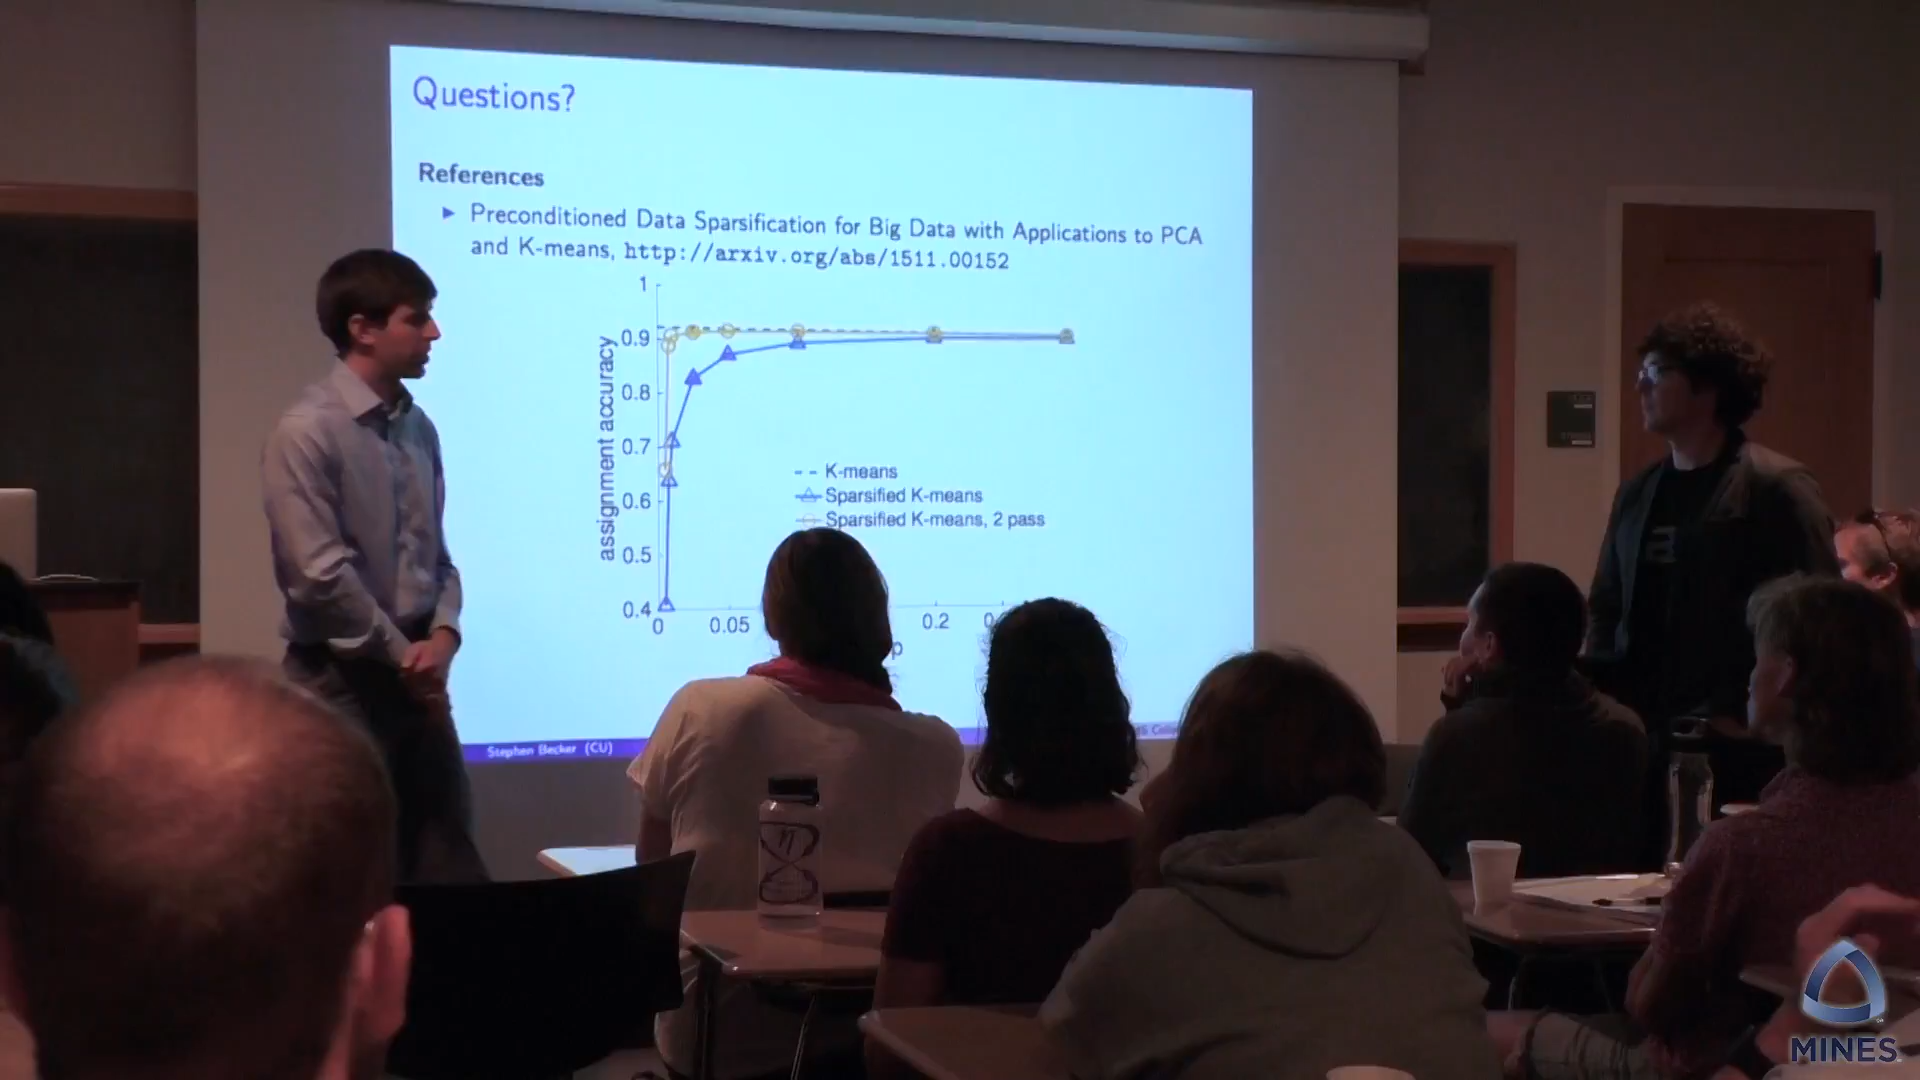 Questions?
References
Preconditioned Data Sparsification for Big Data with Applications to PCA
and K-means, http://arxiv.org/abs/1511.00152
1
0.9
0.8
0.7
0.6
0.5
0.4
assignment accuracy
K-means
Sparsified K-means
Sparsified K-means, 2 pass
0 0.05 0.2
p
Stephen Becker (CU)
MINES